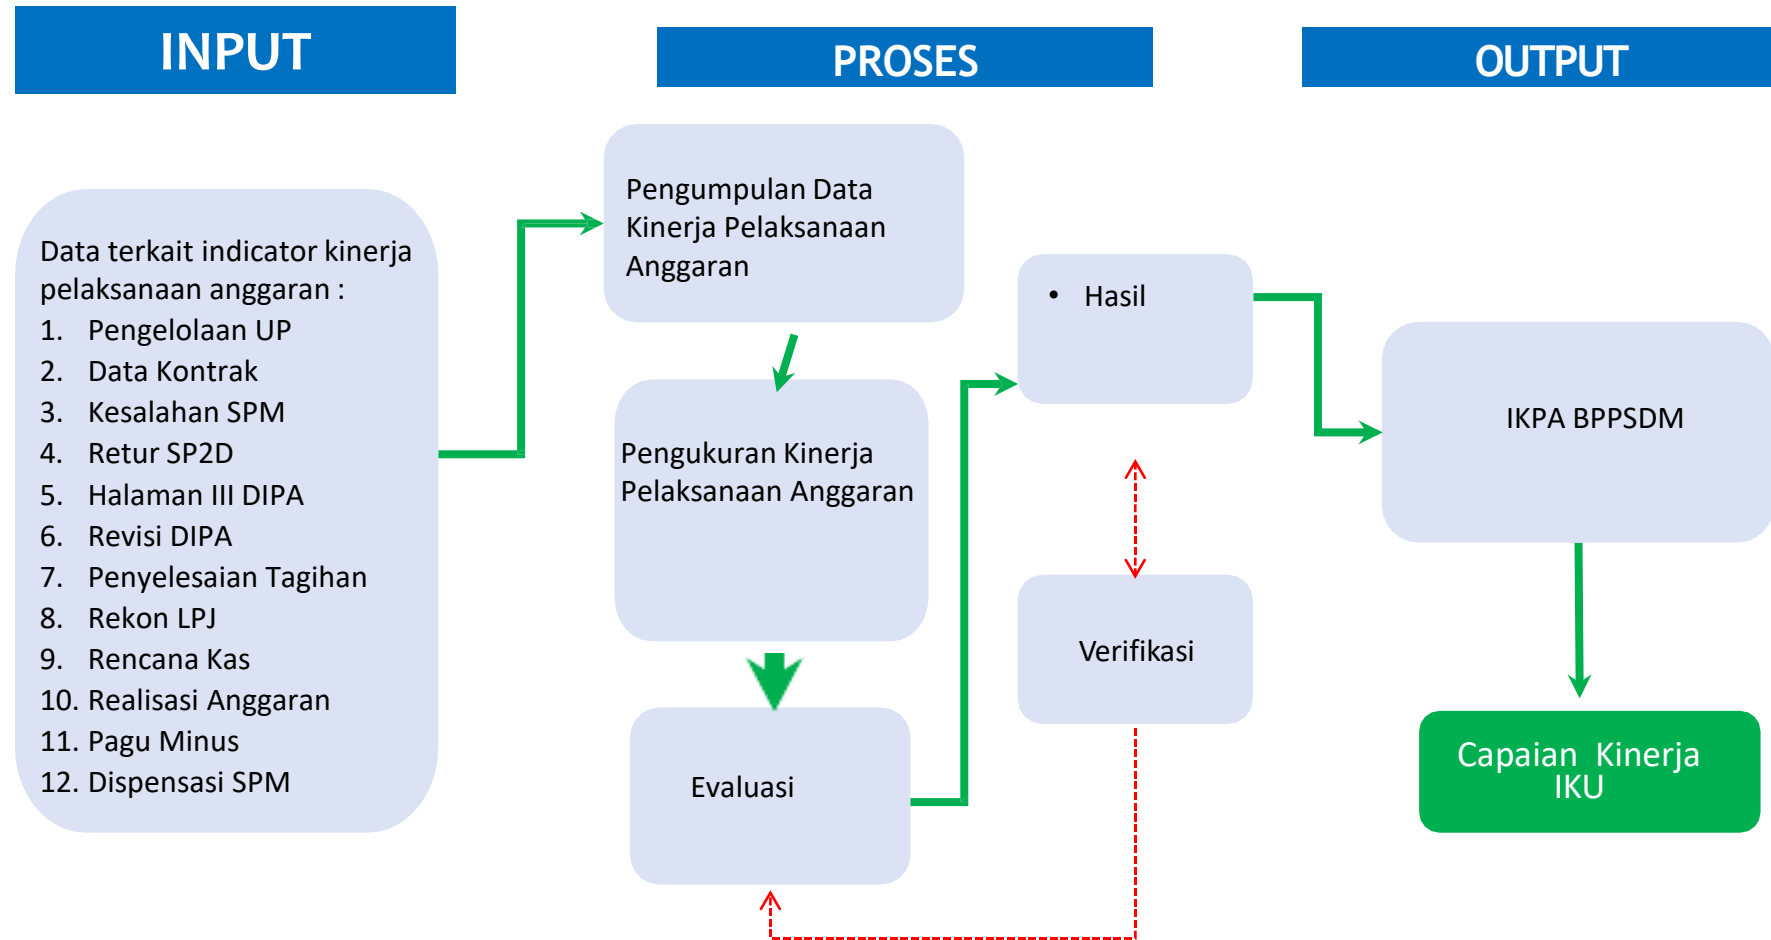 INPUT
PROSES
OUTPUT
Data terkait indicator kinerja
pelaksanaan anggaran :
1. Pengelolaan UP
2. Data Kontrak
3. Kesalahan SPM
4. Retur SP2D
5. Halaman III DIPA
6. Revisi DIPA
7. Penyelesaian Tagihan
8. Rekon LPJ
9. Rencana Kas
10. Realisasi Anggaran
11. Pagu Minus
12. Dispensasi SPM
Pengumpulan Data
Kinerja Pelaksanaan
Anggaran
Pengukuran Kinerja
Pelaksanaan Anggaran
Evaluasi
• Hasil
Verifikasi
IKPA BPPSDM
Capaian Kinerja
IKU